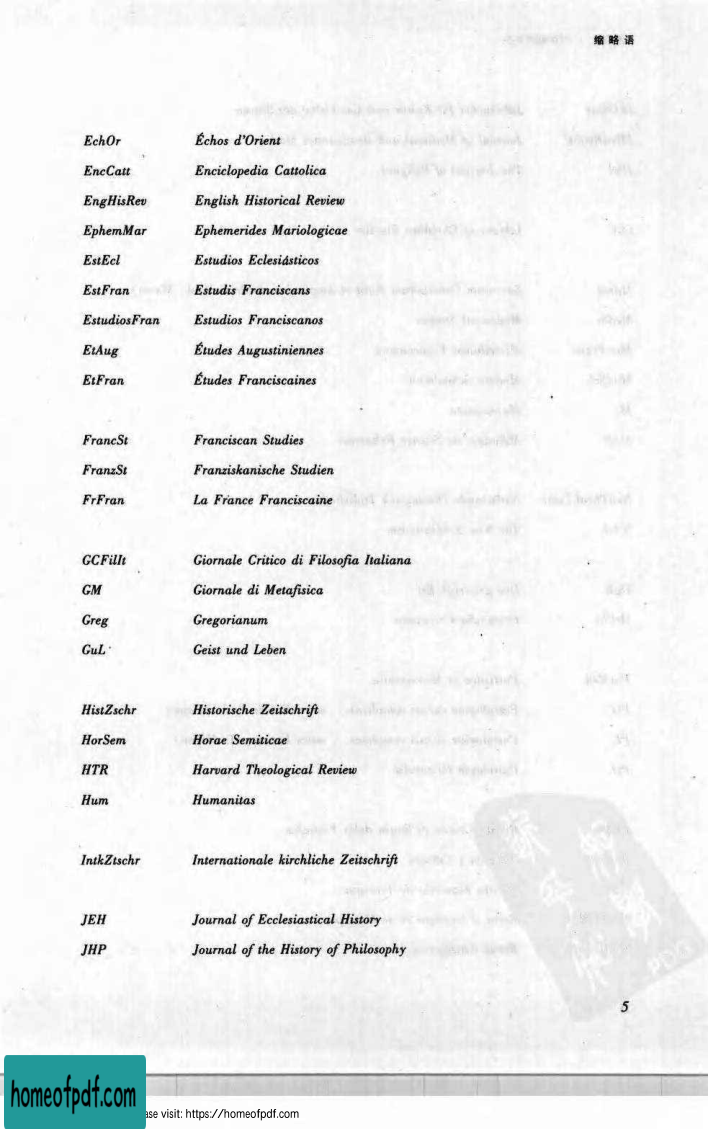 缩略语
EchOr Échos d'Orient
EncCatt Enciclopedia Cattolica
EngHisRev English Historical Review
EphemMar Ephemerides Mariologicae
EstEcl Estudios Eclesiásticos
EstFran Estudis Franciscans
EstudiosFran Estudios Franciscanos
EtAug Études Augustiniennes
EtFran Études Franciscaines
FrancSt Franciscan Studies
FranzSt Franziskanische Studien
FrFran La France Franciscaine
GCFilIt Giornale Critico di Filosofia Italiana
GM Giornale di Metafisica
Greg Gregorianum
GuL Geist und Leben
HistZschr Historische Zeitschrift
HorSem Horae Semiticae
HTR Harvard Theological Review
Hum Humanitas
IntkZtschr Internationale kirchliche Zeitschrift
JEH Journal of Ecclesiastical History
JHP Journal of the History of Philosophy
PDG
5
homeofpdf.com
ase visit: https://homeofpdf.com